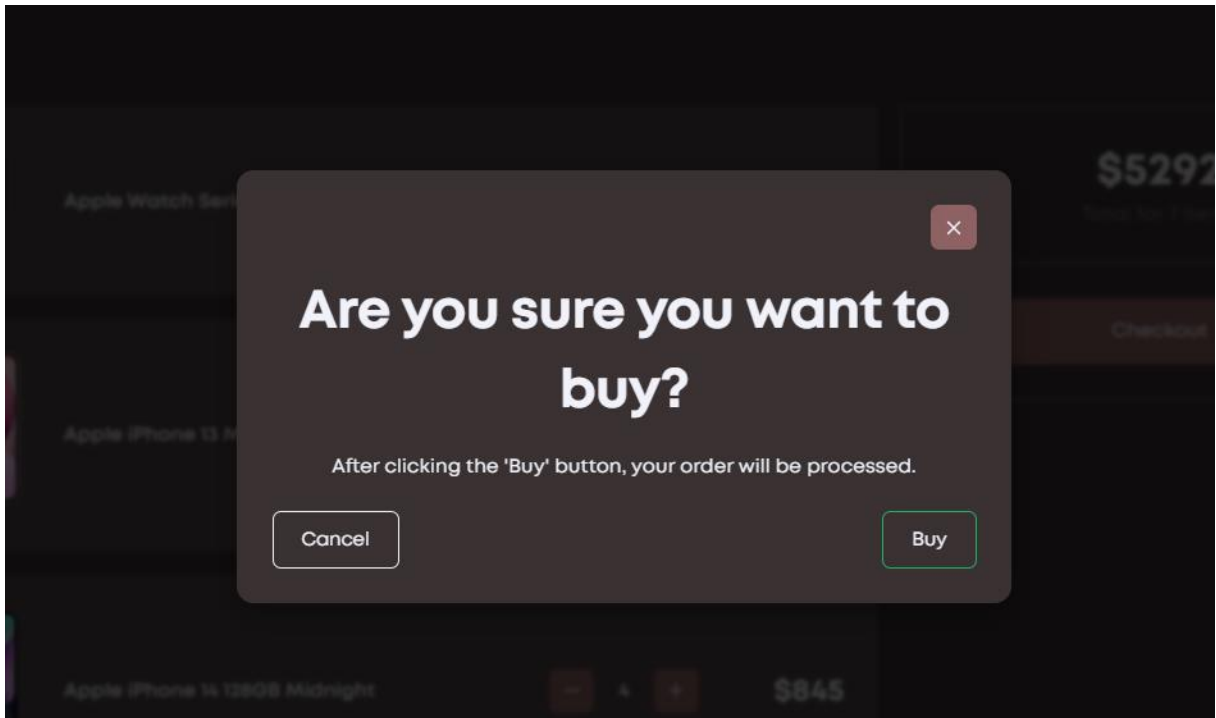 $5292
Apple Watch Seri
×
Are you sure you want to
buy?
Checkout
Apple iPhone 13 M
After clicking the 'Buy' button, your order will be processed.
Cancel
Buy
Apple iPhone 14 128GB Midnight
− 4 +
$845